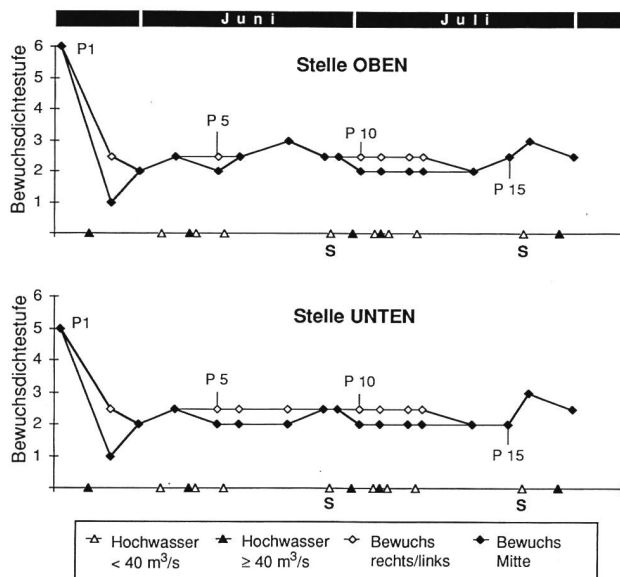 Juni Juli
Stelle OBEN
Bewuchsdichtestufe
6
5
4
3
2
1
P1
P 5
P 10
P 15
S S
Stelle UNTEN
Bewuchsdichtestufe
6
5
4
3
2
1
P1
P 5
P 10
P 15
S S
Hochwasser < 40 m³/s
Hochwasser ≥ 40 m³/s
Bewuchs rechts/links
Bewuchs Mitte